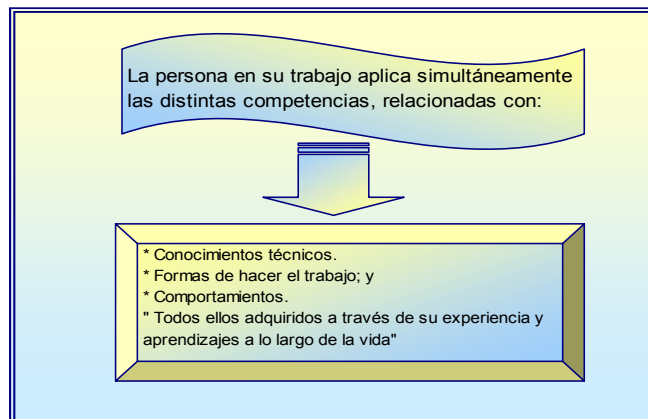 La persona en su trabajo aplica simultáneamente
las distintas competencias, relacionadas con:
* Conocimientos técnicos.
* Formas de hacer el trabajo; y
* Comportamientos.
" Todos ellos adquiridos a través de su experiencia y
aprendizajes a lo largo de la vida"